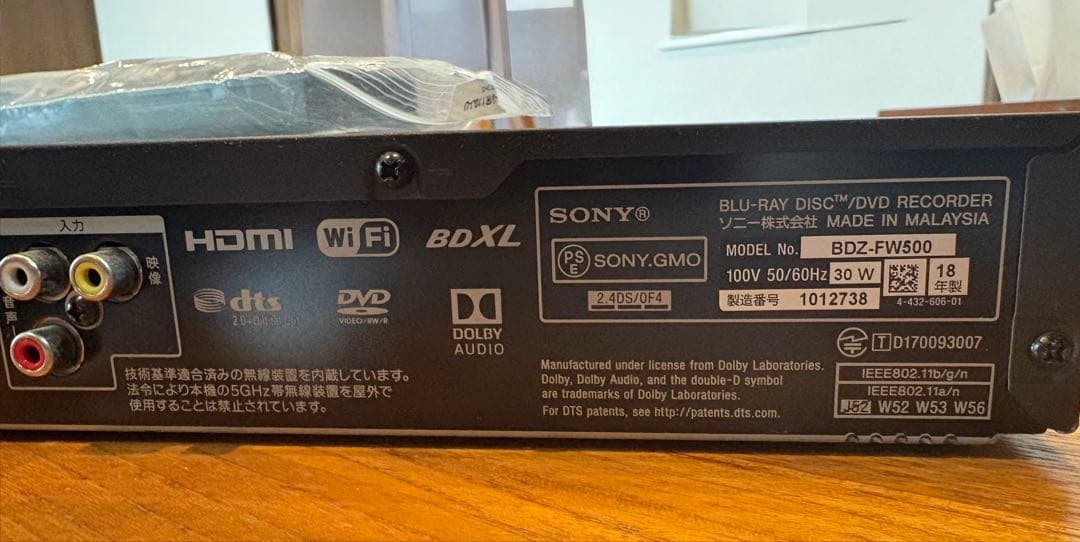 入力
映像
音声
HDMI
Wi Fi
BDXL
dts
2.0+Digital Out
DVD
VIDEO/RW/R
DOLBY
AUDIO
技術基準適合済みの無線装置を内蔵しています。
法令により本機の5GHz帯無線装置を屋外で
使用することは禁止されています。
SONY®
BLU-RAY DISC™/DVD RECORDER
ソニー株式会社 MADE IN MALAYSIA
PS
E
SONY.GMO
MODEL No. BDZ-FW500
100V 50/60Hz 30 W
18
年製
2.4DS/OF4
製造番号 1012738
4-432-606-01
T D170093007
Manufactured under license from Dolby Laboratories.
Dolby, Dolby Audio, and the double-D symbol
are trademarks of Dolby Laboratories.
For DTS patents, see http://patents.dts.com.
IEEE802.11b/g/n
IEEE802.11a/n
J52 W52 W53 W56